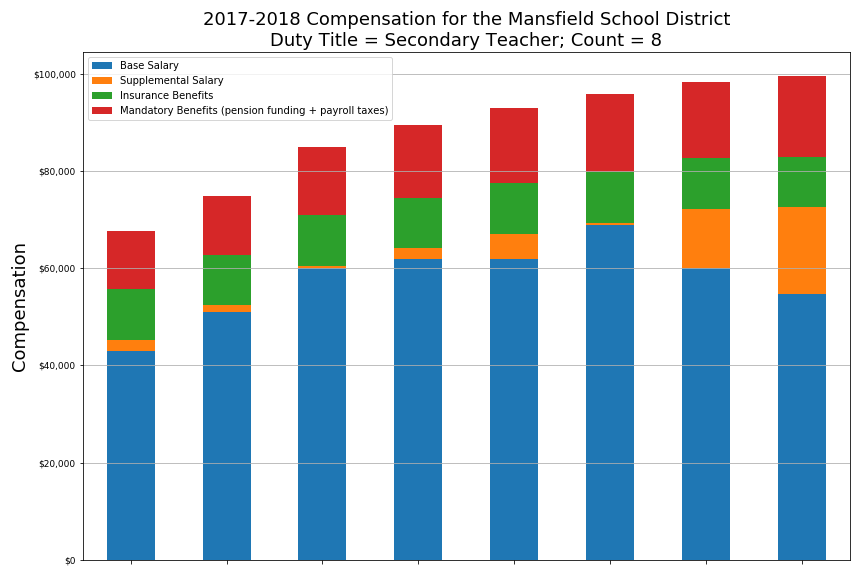 2017-2018 Compensation for the Mansfield School District
Duty Title = Secondary Teacher; Count = 8
Base Salary
Supplemental Salary
Insurance Benefits
Mandatory Benefits (pension funding + payroll taxes)
Compensation
$100,000
$80,000
$60,000
$40,000
$20,000
$0